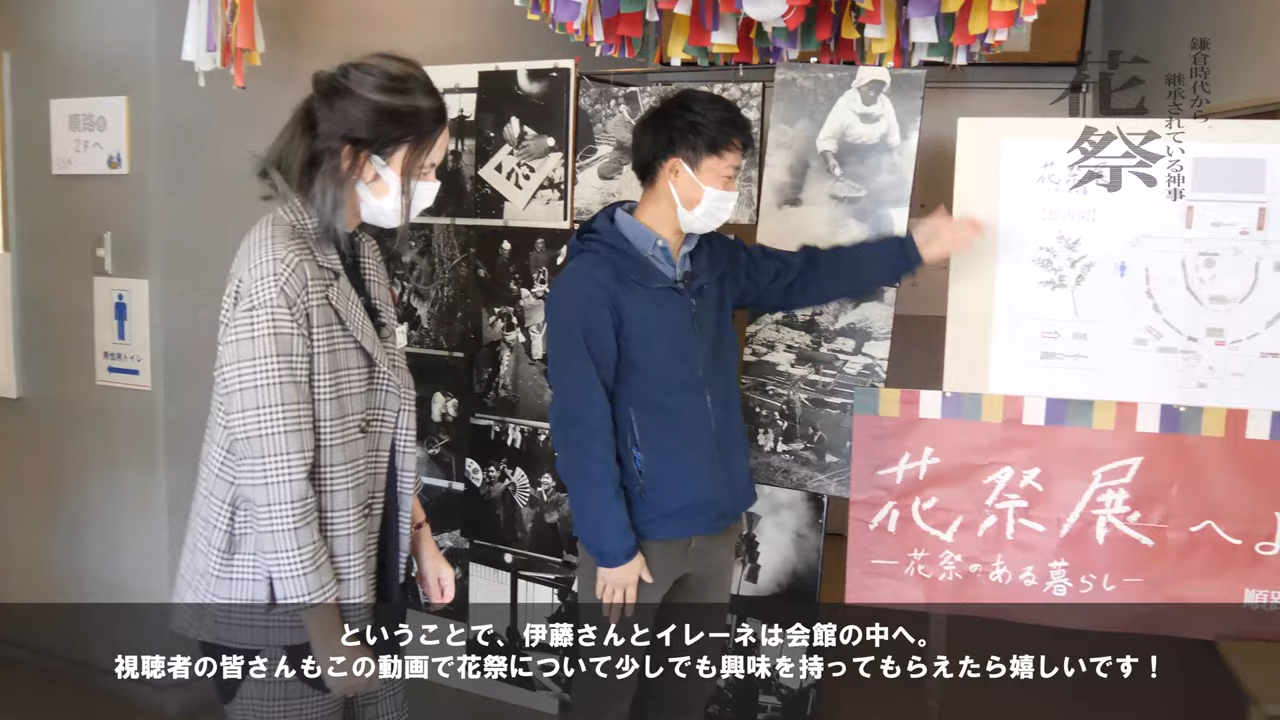 鎌倉時代から
継承されている神事
花祭
順路
2Fへ
男性用トイレ
花祭展へよ
ー花祭のある暮らしー
順路
ということで、伊藤さんとイレーネは会館の中へ。
視聴者の皆さんもこの動画で花祭について少しでも興味を持ってもらえたら嬉しいです！